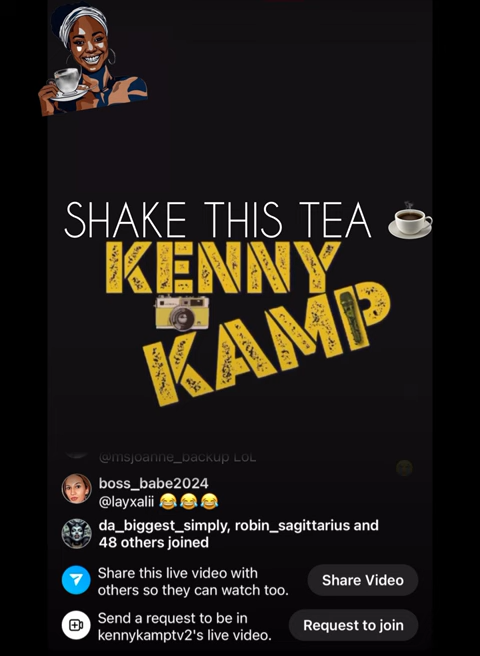 SHAKE THIS TEA
KENNY
KAMP
@msjoanne_backup LoL
boss_babe2024
@layxalii 😂😂😂
da_biggest_simply, robin_sagittarius and
48 others joined
Share this live video with
others so they can watch too.
Share Video
Send a request to be in
kennykamptv2's live video.
Request to join